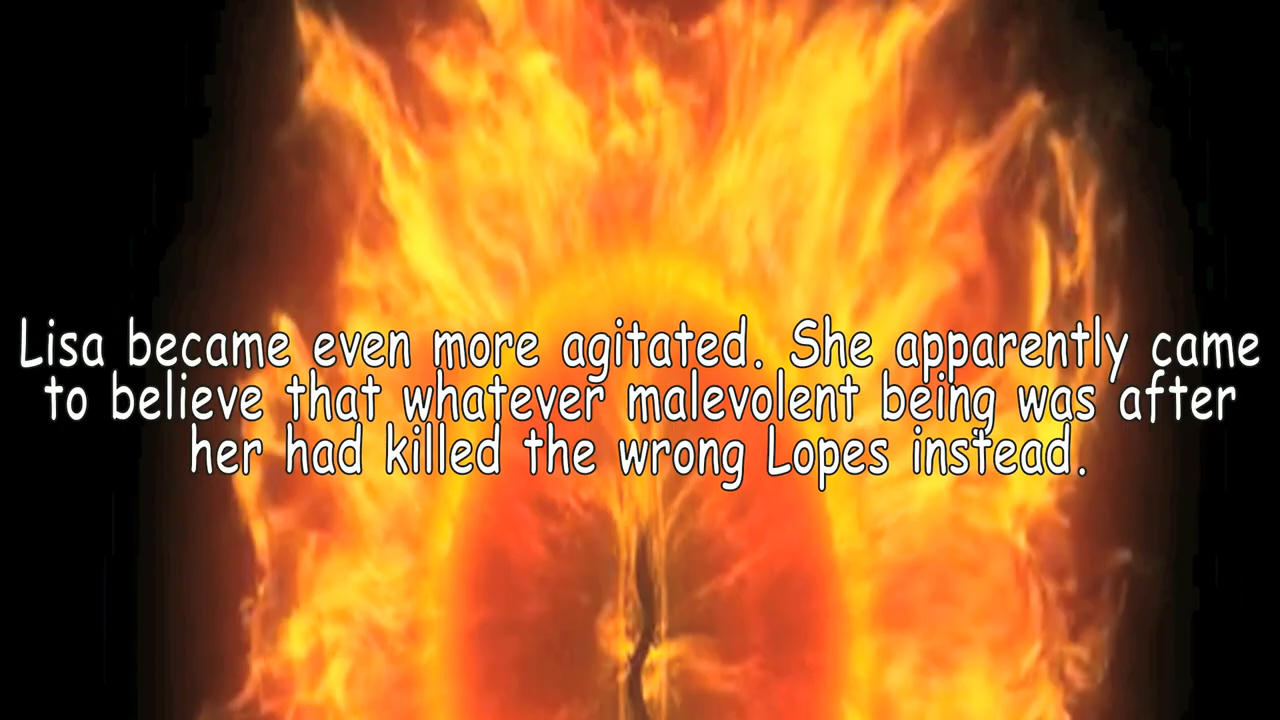 Lisa became even more agitated. She apparently came
to believe that whatever malevolent being was after
her had killed the wrong Lopes instead.